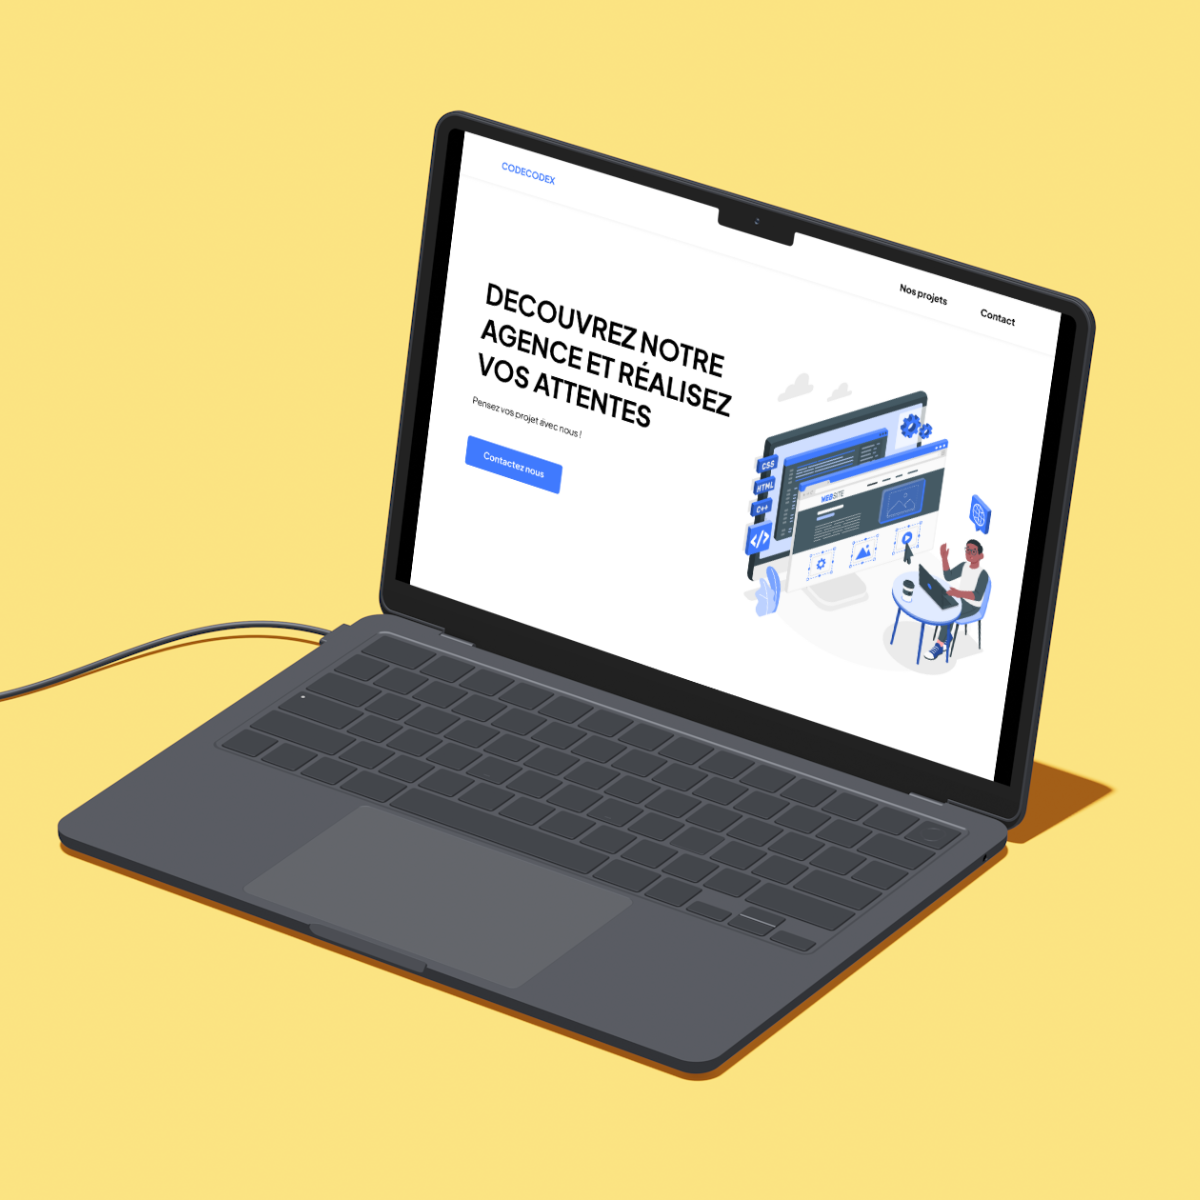 CODECODEX
Nos projets
Contact
DECOUVREZ NOTRE
AGENCE ET RÉALISEZ
VOS ATTENTES
Pensez vos projet avec nous !
Contactez nous
CSS
HTML
C++
</>
WEBSITE